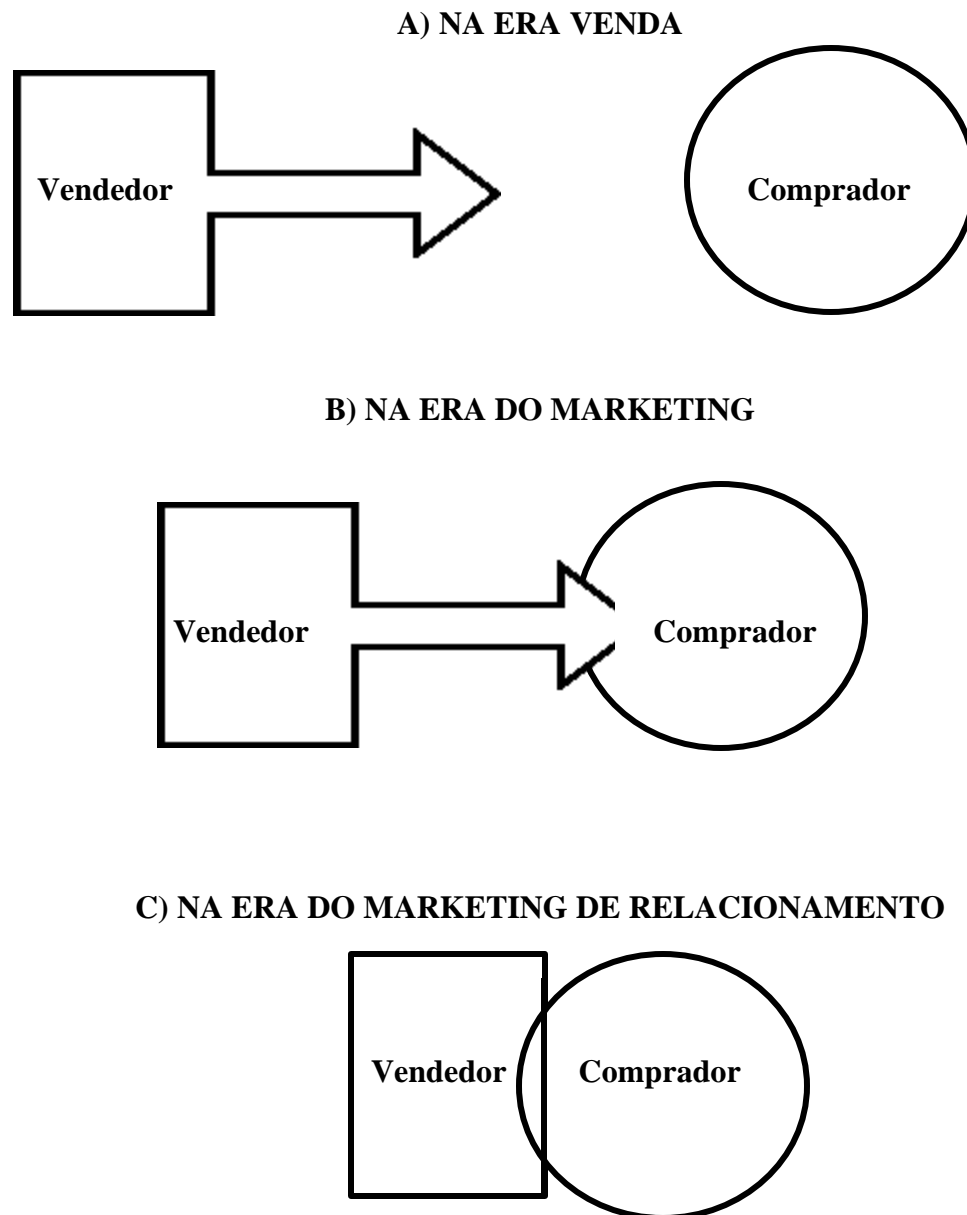 A) NA ERA VENDA
Vendedor
Comprador
B) NA ERA DO MARKETING
Vendedor
Comprador
C) NA ERA DO MARKETING DE RELACIONAMENTO
Vendedor
Comprador